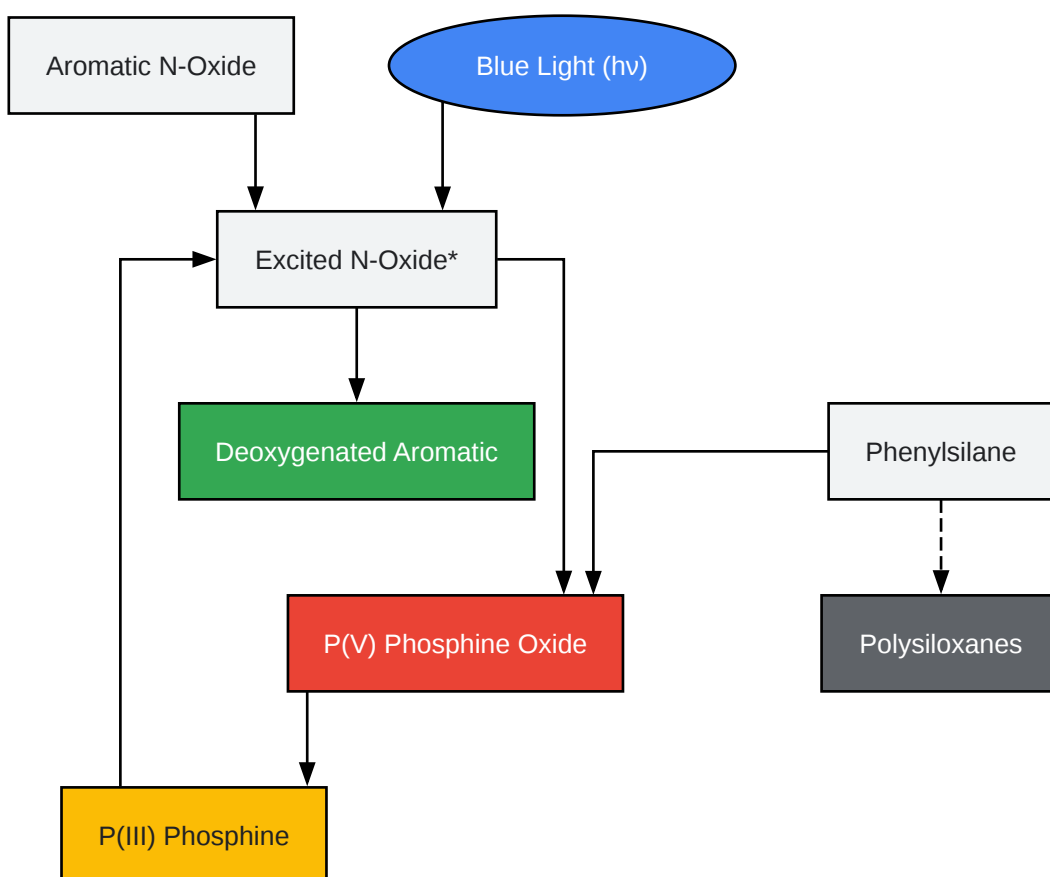 Aromatic N-Oxide
Blue Light (hν)
Excited N-Oxide*
Deoxygenated Aromatic
Phenylsilane
P(V) Phosphine Oxide
Polysiloxanes
P(III) Phosphine